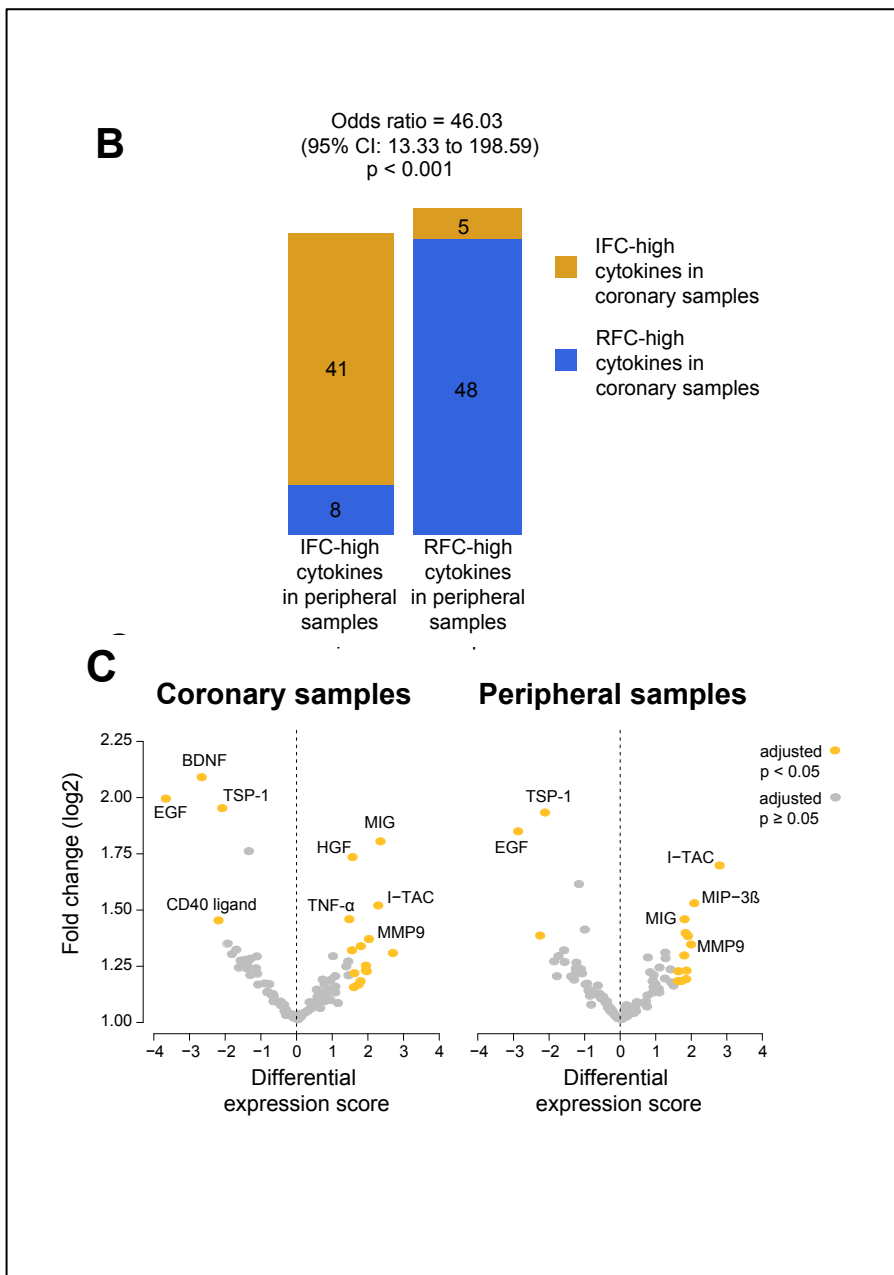 B
Odds ratio = 46.03
(95% CI: 13.33 to 198.59)
p < 0.001
5
41
48
8
IFC-high
cytokines in
coronary samples
RFC-high
cytokines in
coronary samples
IFC-high
cytokines
in peripheral
samples
RFC-high
cytokines
in peripheral
samples
C
Coronary samples
Fold change (log2)
2.25
2.00
1.75
1.50
1.25
1.00
BDNF
EGF
TSP-1
MIG
HGF
I−TAC
TNF-α
CD40 ligand
MMP9
−4 −3 −2 −1 0 1 2 3 4
Differential
expression score
Peripheral samples
adjusted
p < 0.05
adjusted
p ≥ 0.05
TSP-1
EGF
I−TAC
MIP−3ß
MIG
MMP9
−4 −3 −2 −1 0 1 2 3 4
Differential
expression score